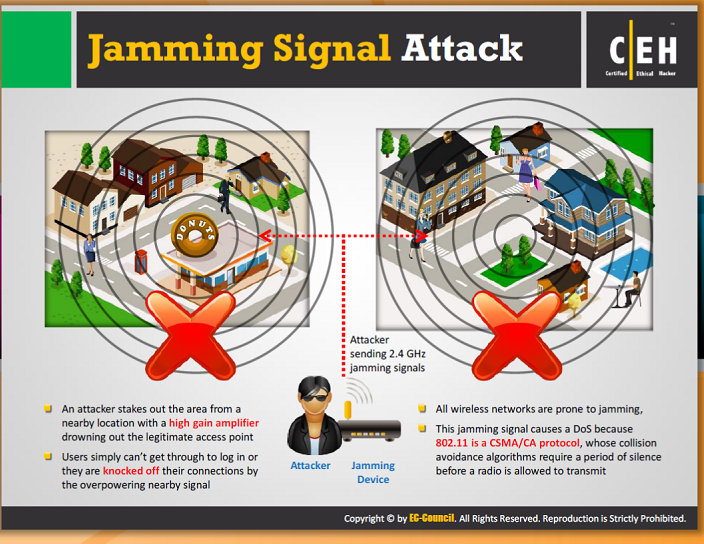 Jamming Signal Attack
C|EH
Certified Ethical Hacker
DONUTS
Attacker
sending 2.4 GHz
jamming signals
An attacker stakes out the area from a
nearby location with a high gain amplifier
drowning out the legitimate access point
Users simply can't get through to log in or
they are knocked off their connections by
the overpowering nearby signal
Attacker
Jamming
Device
All wireless networks are prone to jamming,
This jamming signal causes a DoS because
802.11 is a CSMA/CA protocol, whose collision
avoidance algorithms require a period of silence
before a radio is allowed to transmit
Copyright © by EC-Council. All Rights Reserved. Reproduction is Strictly Prohibited.